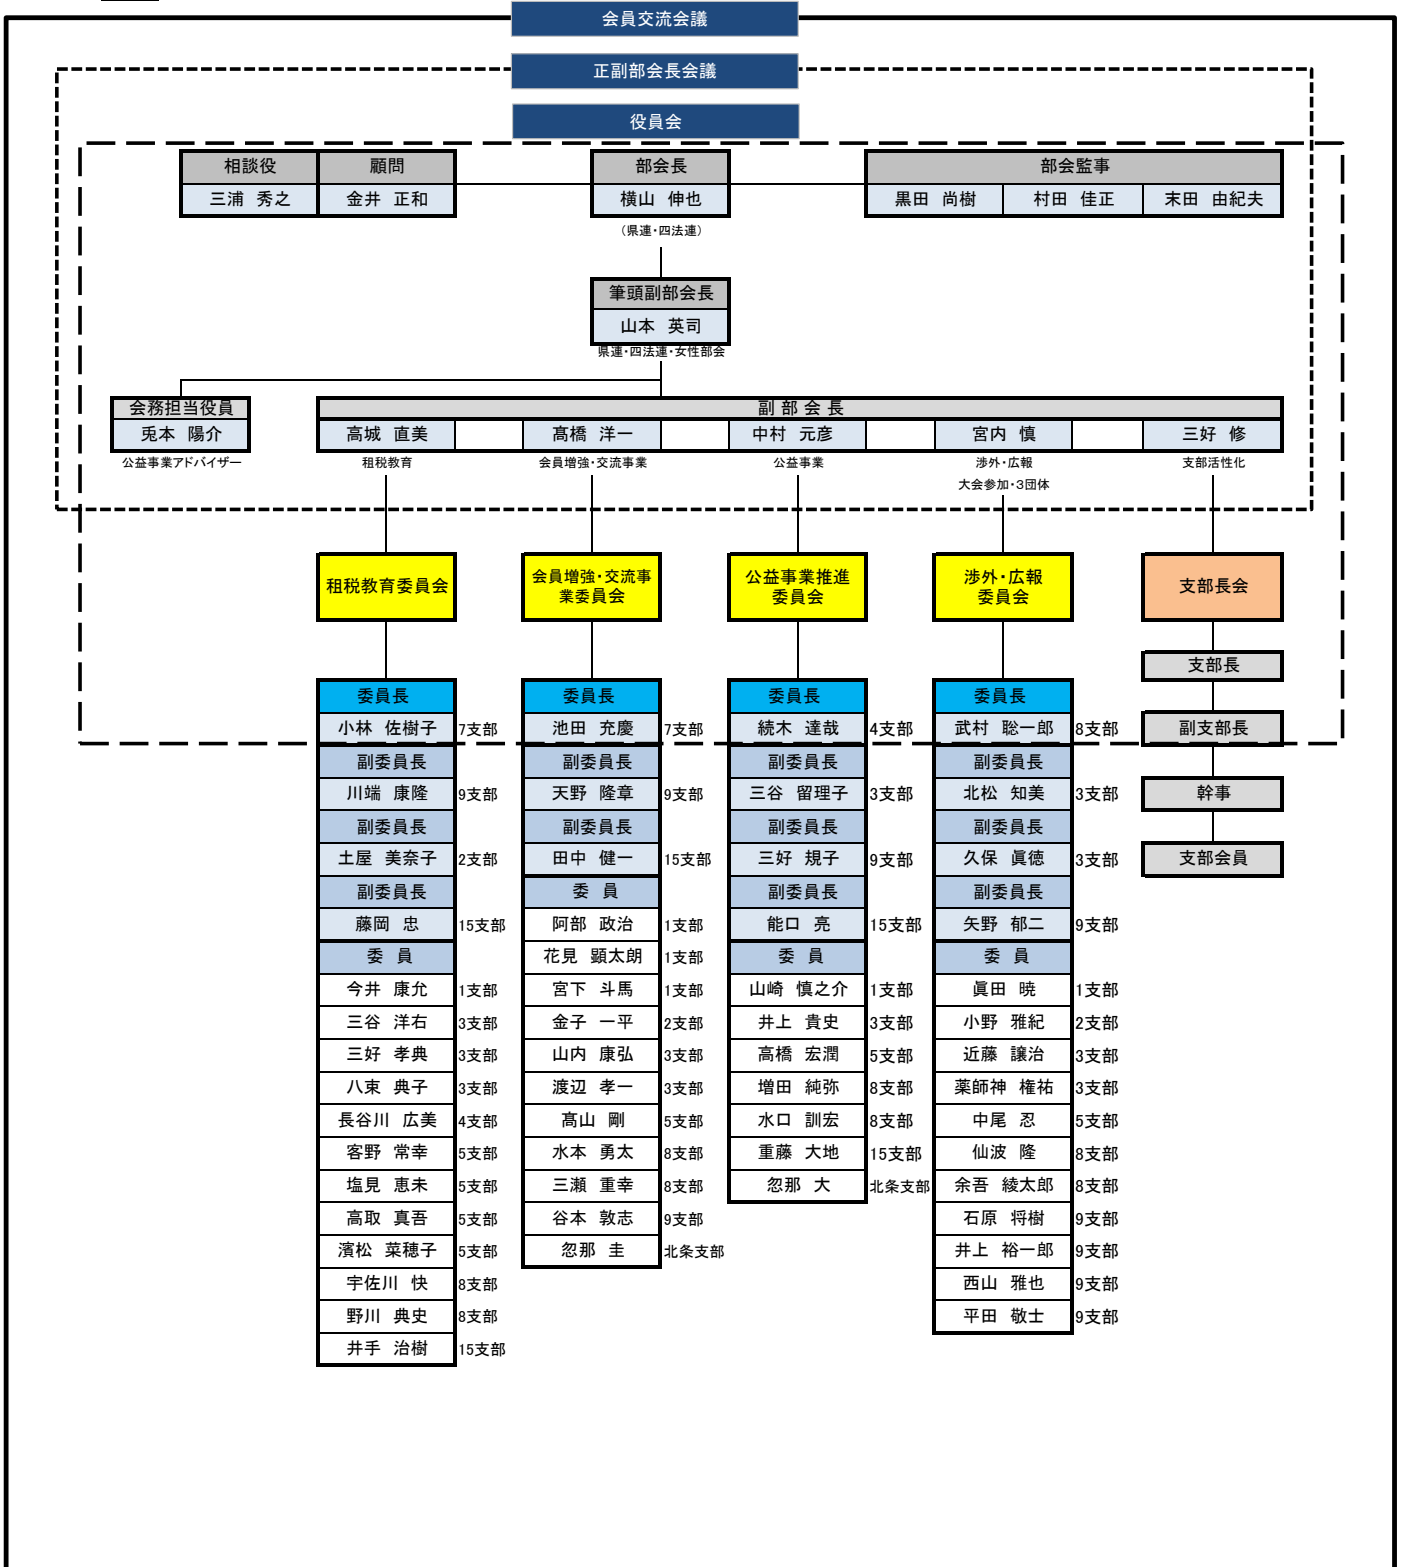 会員交流会議
正副部会長会議
役員会
相談役 顧問 部会長 部会監事
三浦 秀之 金井 正和 横山 伸也 黒田 尚樹 村田 佳正 末田 由紀夫
（県連・四法連）
筆頭副部会長
山本 英司
県連・四法連・女性部会
会務担当役員 副 部 会 長
兎本 陽介 高城 直美 髙橋 洋一 中村 元彦 宮内 慎 三好 修
公益事業アドバイザー 租税教育 会員増強・交流事業 公益事業 渉外・広報 支部活性化
大会参加・3団体
租税教育委員会
会員増強・交流事
業委員会
公益事業推進
委員会
渉外・広報
委員会
支部長会
支部長
副支部長
幹事
支部会員
委員長
小林 佐樹子 7支部
副委員長
川端 康隆 9支部
副委員長
土屋 美奈子 2支部
副委員長
藤岡 忠 15支部
委 員
今井 康允 1支部
三谷 洋右 3支部
三好 孝典 3支部
八束 典子 3支部
長谷川 広美 4支部
客野 常幸 5支部
塩見 恵未 5支部
高取 真吾 5支部
濱松 菜穂子 5支部
宇佐川 快 8支部
野川 典史 8支部
井手 治樹 15支部
委員長
池田 充慶 7支部
副委員長
天野 隆章 9支部
副委員長
田中 健一 15支部
委 員
阿部 政治 1支部
花見 顕太朗 1支部
宮下 斗馬 1支部
金子 一平 2支部
山内 康弘 3支部
渡辺 孝一 3支部
髙山 剛 5支部
水本 勇太 8支部
三瀬 重幸 8支部
谷本 敦志 9支部
忽那 圭 北条支部
委員長
続木 達哉 4支部
副委員長
三谷 留理子 3支部
副委員長
三好 規子 9支部
副委員長
能口 亮 15支部
委 員
山崎 慎之介 1支部
井上 貴史 3支部
高橋 宏潤 5支部
増田 純弥 8支部
水口 訓宏 8支部
重藤 大地 15支部
忽那 大 北条支部
委員長
武村 聡一郎 8支部
副委員長
北松 知美 3支部
副委員長
久保 眞徳 3支部
副委員長
矢野 郁二 9支部
委 員
眞田 暁 1支部
小野 雅紀 2支部
近藤 譲治 3支部
薬師神 権祐 3支部
中尾 忍 5支部
仙波 隆 8支部
余吾 綾太郎 8支部
石原 将樹 9支部
井上 裕一郎 9支部
西山 雅也 9支部
平田 敬士 9支部